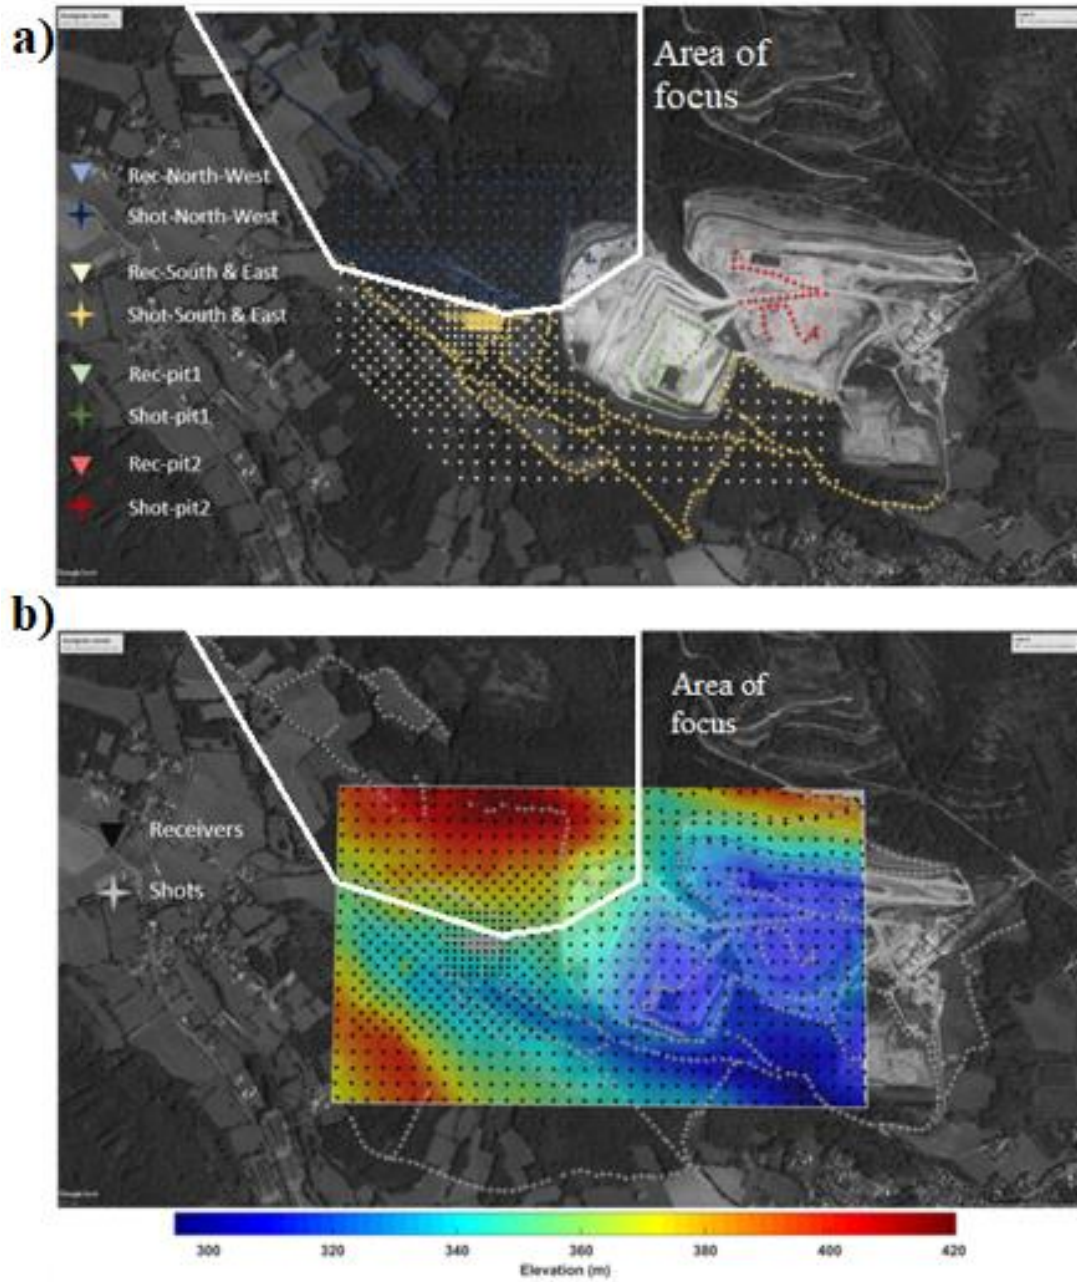 a)
Area of
focus
Rec-North-West
Shot-North-West
Rec-South & East
Shot-South & East
Rec-pit1
Shot-pit1
Rec-pit2
Shot-pit2
b)
Area of
focus
Receivers
Shots
300 320 340 360 380 400 420
Elevation (m)